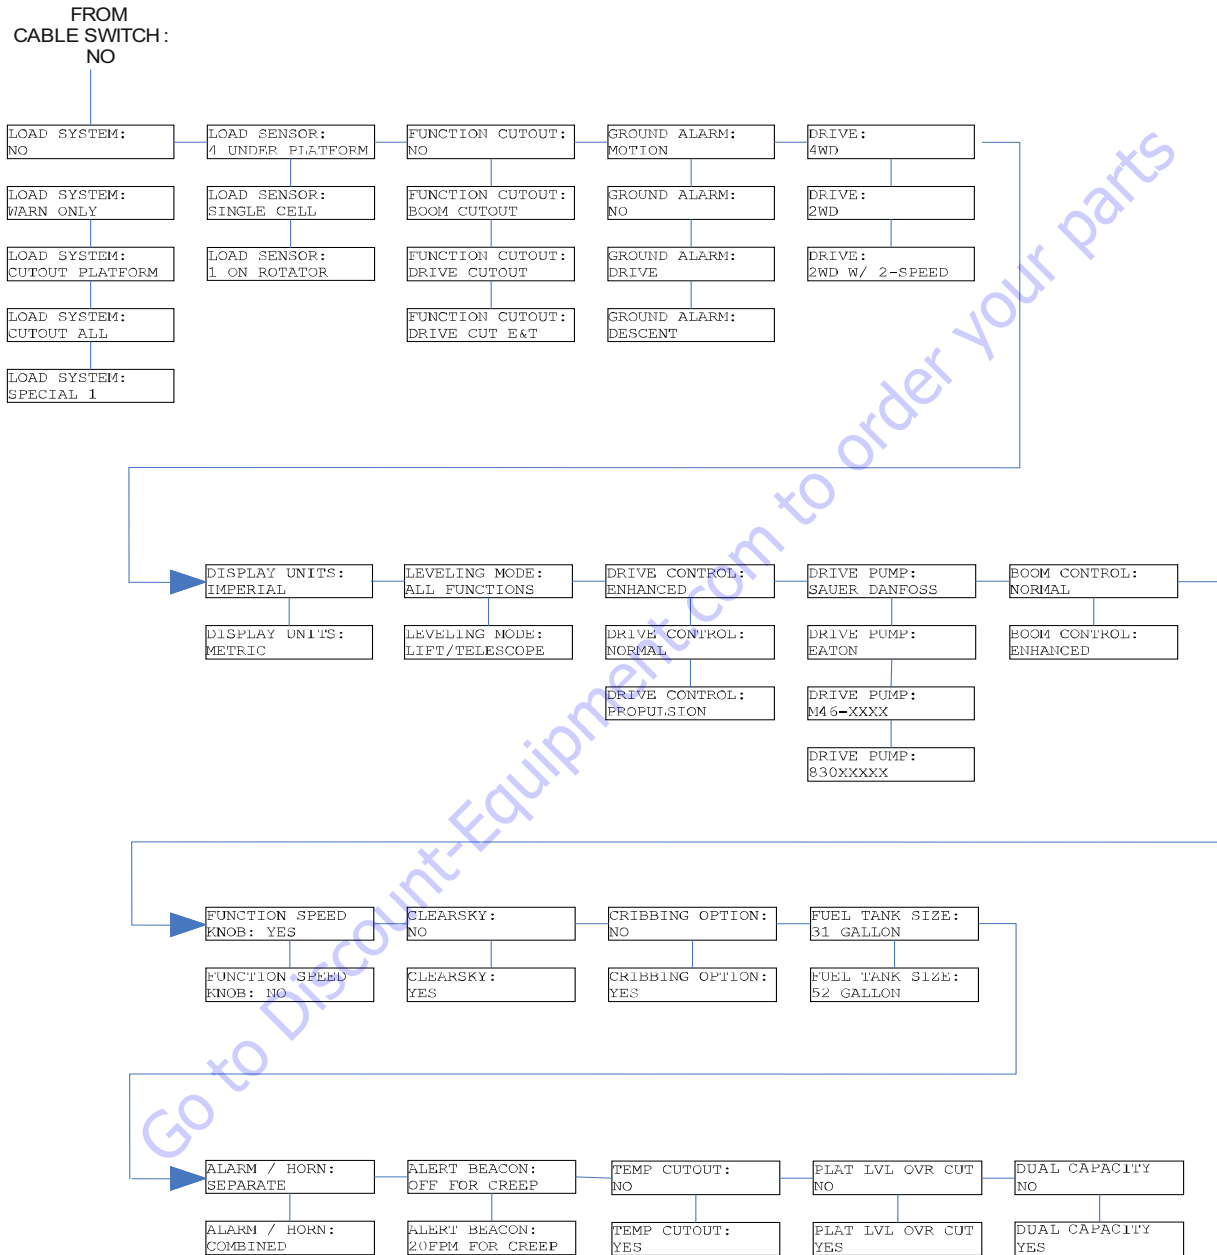 FROM
CABLE SWITCH :
NO
LOAD SYSTEM:
NO
LOAD SENSOR:
4 UNDER PLATFORM
FUNCTION CUTOUT:
NO
GROUND ALARM:
MOTION
DRIVE:
4WD
LOAD SYSTEM:
WARN ONLY
LOAD SENSOR:
SINGLE CELL
FUNCTION CUTOUT:
BOOM CUTOUT
GROUND ALARM:
NO
DRIVE:
2WD
LOAD SYSTEM:
CUTOUT PLATFORM
LOAD SENSOR:
1 ON ROTATOR
FUNCTION CUTOUT:
DRIVE CUTOUT
GROUND ALARM:
DRIVE
DRIVE:
2WD W/ 2-SPEED
LOAD SYSTEM:
CUTOUT ALL
FUNCTION CUTOUT:
DRIVE CUT E&T
GROUND ALARM:
DESCENT
LOAD SYSTEM:
SPECIAL 1
DISPLAY UNITS:
IMPERIAL
LEVELING MODE:
ALL FUNCTIONS
DRIVE CONTROL:
ENHANCED
DRIVE PUMP:
SAUER DANFOSS
BOOM CONTROL:
NORMAL
DISPLAY UNITS:
METRIC
LEVELING MODE:
LIFT/TELESCOPE
DRIVE CONTROL:
NORMAL
DRIVE PUMP:
EATON
BOOM CONTROL:
ENHANCED
DRIVE CONTROL:
PROPULSION
DRIVE PUMP:
M46-XXXX
DRIVE PUMP:
830XXXXX
FUNCTION SPEED
KNOB: YES
CLEARSKY:
NO
CRIBBING OPTION:
NO
FUEL TANK SIZE:
31 GALLON
FUNCTION SPEED
KNOB: NO
CLEARSKY:
YES
CRIBBING OPTION:
YES
FUEL TANK SIZE:
52 GALLON
ALARM / HORN:
SEPARATE
ALERT BEACON:
OFF FOR CREEP
TEMP CUTOUT:
NO
PLAT LVL OVR CUT
NO
DUAL CAPACITY
NO
ALARM / HORN:
COMBINED
ALERT BEACON:
20FPM FOR CREEP
TEMP CUTOUT:
YES
PLAT LVL OVR CUT
YES
DUAL CAPACITY
YES
Go to Discount-Equipment.com to order your parts